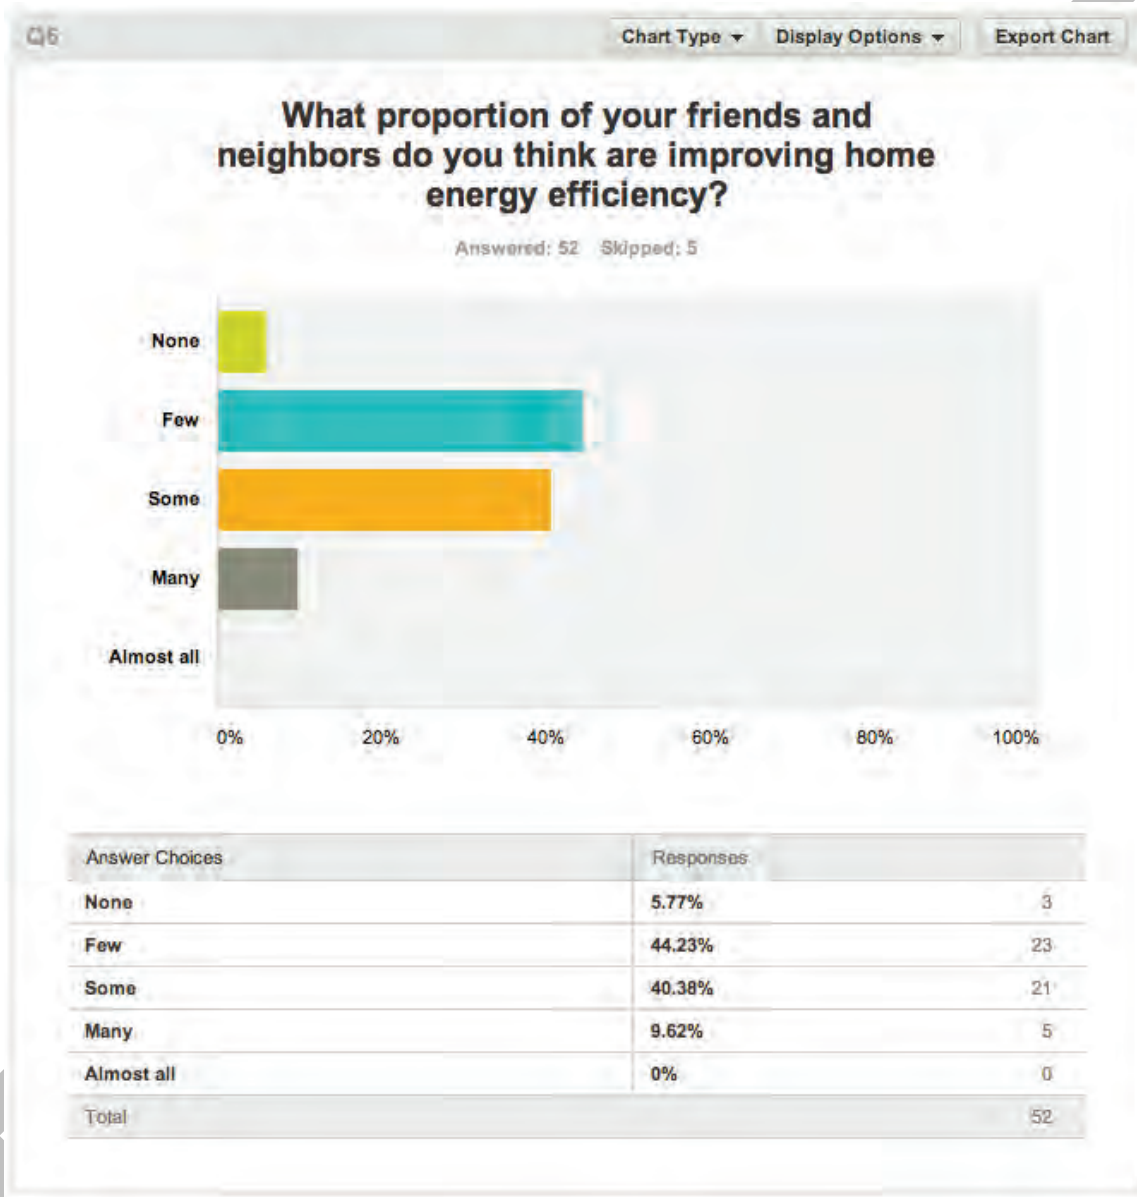 Q6
Chart Type Display Options Export Chart
What proportion of your friends and
neighbors do you think are improving home
energy efficiency?
Answered: 52 Skipped: 5
None
Few
Some
Many
Almost all
0% 20% 40% 60% 80% 100%
Answer Choices Responses
None 5.77% 3
Few 44.23% 23
Some 40.38% 21
Many 9.62% 5
Almost all 0% 0
Total 52